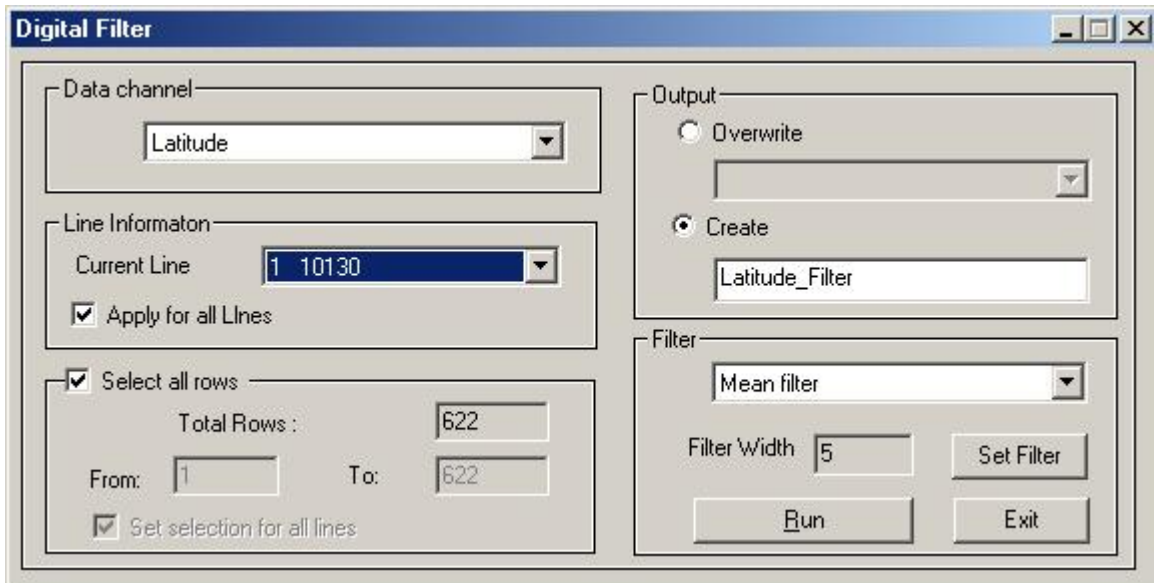 Digital Filter
Data channel
Latitude
Line Informaton
Current Line
1 10130
Apply for all LInes
Select all rows
Total Rows :
622
From:
1
To:
622
Set selection for all lines
Output
Overwrite
Create
Latitude_Filter
Filter
Mean filter
Filter Width
5
Set Filter
Run
Exit